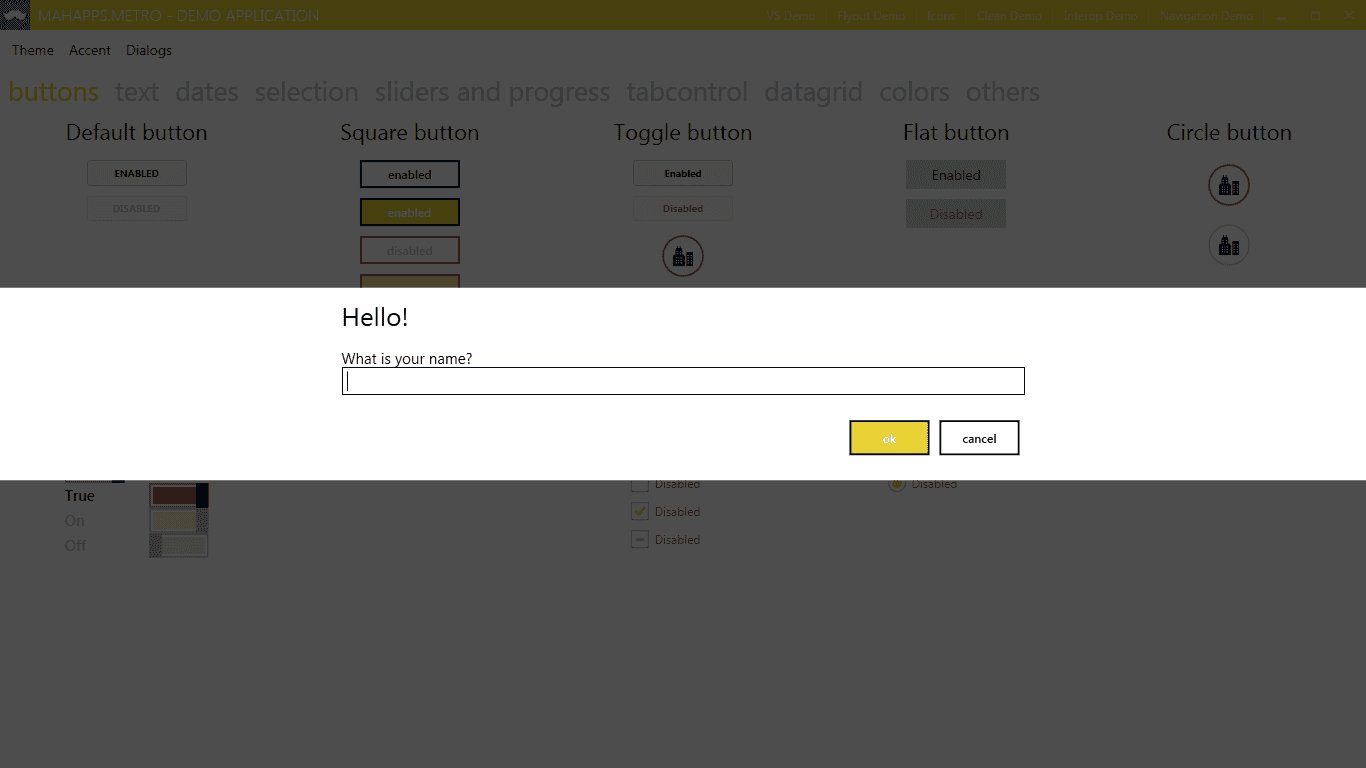 MAHAPPS.METRO - DEMO APPLICATION VS Demo Flyout Demo Icons Clean Demo Interop Demo Navigation Demo
Theme Accent Dialogs
buttons text dates selection sliders and progress tabcontrol datagrid colors others
Default button Square button Toggle button Flat button Circle button
ENABLED enabled Enabled Enabled
DISABLED enabled Disabled Disabled
disabled
Hello!
What is your name?
ok cancel
Disabled Disabled
True
On Disabled
Off Disabled